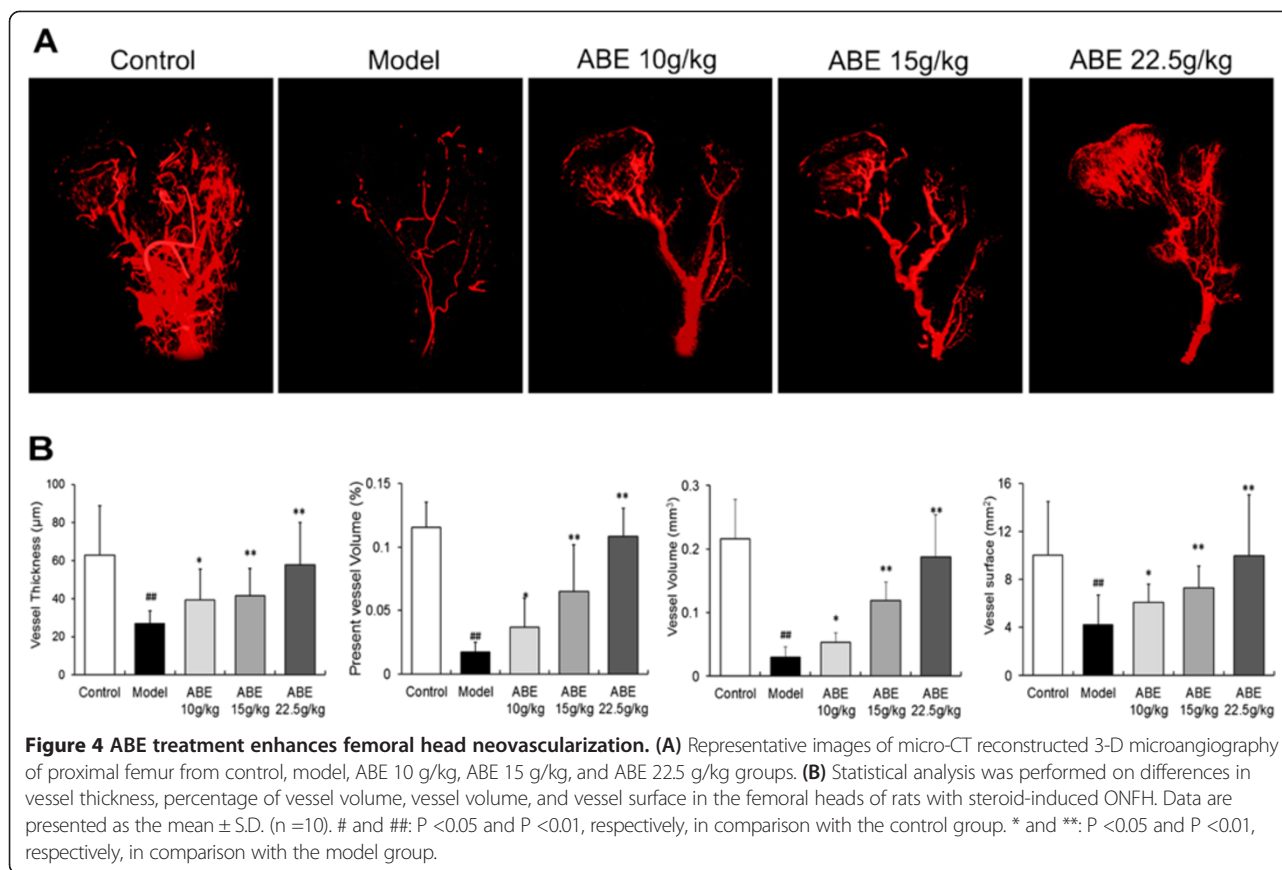 A
Control Model ABE 10g/kg ABE 15g/kg ABE 22.5g/kg
B
Vessel Thickness (µm)
100
80
60
40
20
0
Control Model ABE ABE ABE
10g/kg 15g/kg 22.5g/kg
##
*
**
**
Present vessel Volume (%)
0.15
0.1
0.05
0
Control Model ABE ABE ABE
10g/kg 15g/kg 22.5g/kg
##
*
**
**
Vessel Volume (mm³)
0.3
0.2
0.1
0
Control Model ABE ABE ABE
10g/kg 15g/kg 22.5g/kg
##
*
**
**
Vessel surface (mm²)
16
12
8
4
0
Control Model ABE ABE ABE
10g/kg 15g/kg 22.5g/kg
##
*
**
**
Figure 4 ABE treatment enhances femoral head neovascularization. (A) Representative images of micro-CT reconstructed 3-D microangiography
of proximal femur from control, model, ABE 10 g/kg, ABE 15 g/kg, and ABE 22.5 g/kg groups. (B) Statistical analysis was performed on differences in
vessel thickness, percentage of vessel volume, vessel volume, and vessel surface in the femoral heads of rats with steroid-induced ONFH. Data are
presented as the mean ± S.D. (n =10). # and ##: P <0.05 and P <0.01, respectively, in comparison with the control group. * and **: P <0.05 and P <0.01,
respectively, in comparison with the model group.